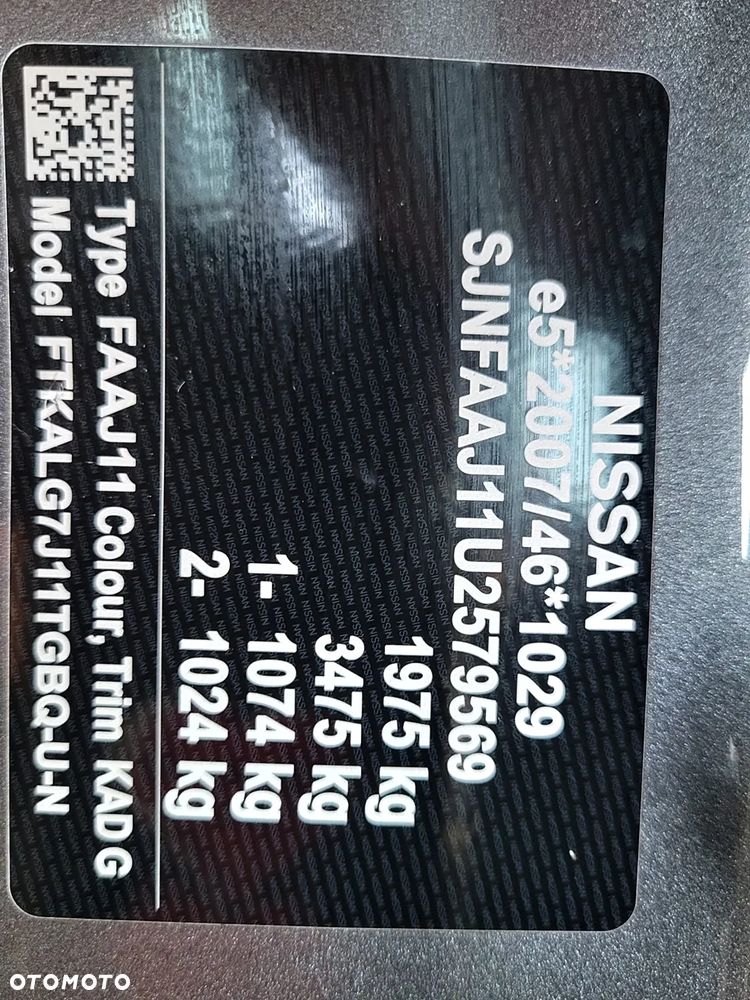 NISSAN
e5*2007/46*1029
SJNFAAJ11U2579569
1975 kg
3475 kg
1- 1074 kg
2- 1024 kg
Type FAAJ11 Colour, Trim KAD G
Model FTKALG7J11TGBQ-U-N
OTOMOTO